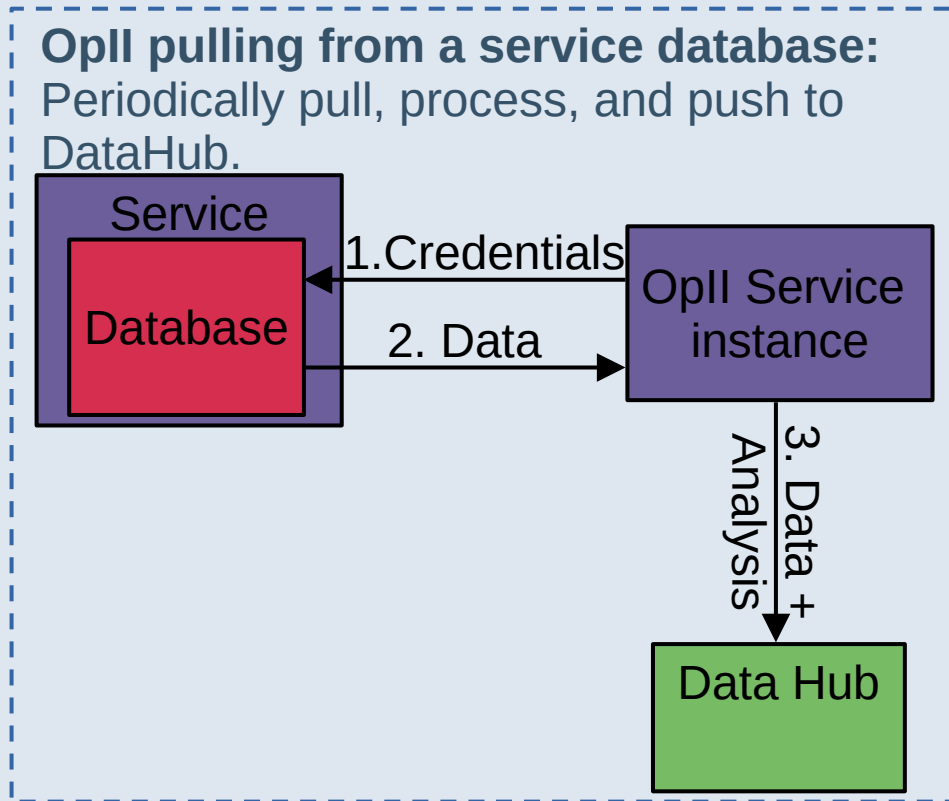 OpII pulling from a service database:
Periodically pull, process, and push to
DataHub.
Service
Database
1.Credentials
2. Data
OpII Service
instance
3. Data +
Analysis
Data Hub